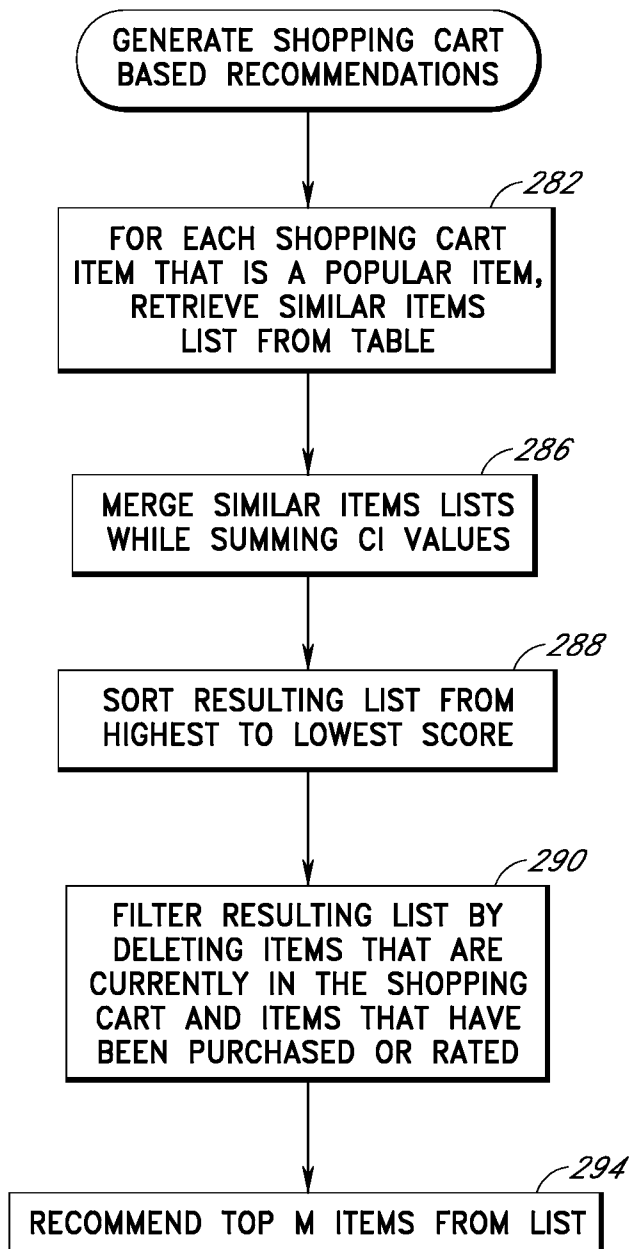 GENERATE SHOPPING CART
BASED RECOMMENDATIONS
282
FOR EACH SHOPPING CART
ITEM THAT IS A POPULAR ITEM,
RETRIEVE SIMILAR ITEMS
LIST FROM TABLE
286
MERGE SIMILAR ITEMS LISTS
WHILE SUMMING CI VALUES
288
SORT RESULTING LIST FROM
HIGHEST TO LOWEST SCORE
290
FILTER RESULTING LIST BY
DELETING ITEMS THAT ARE
CURRENTLY IN THE SHOPPING
CART AND ITEMS THAT HAVE
BEEN PURCHASED OR RATED
294
RECOMMEND TOP M ITEMS FROM LIST